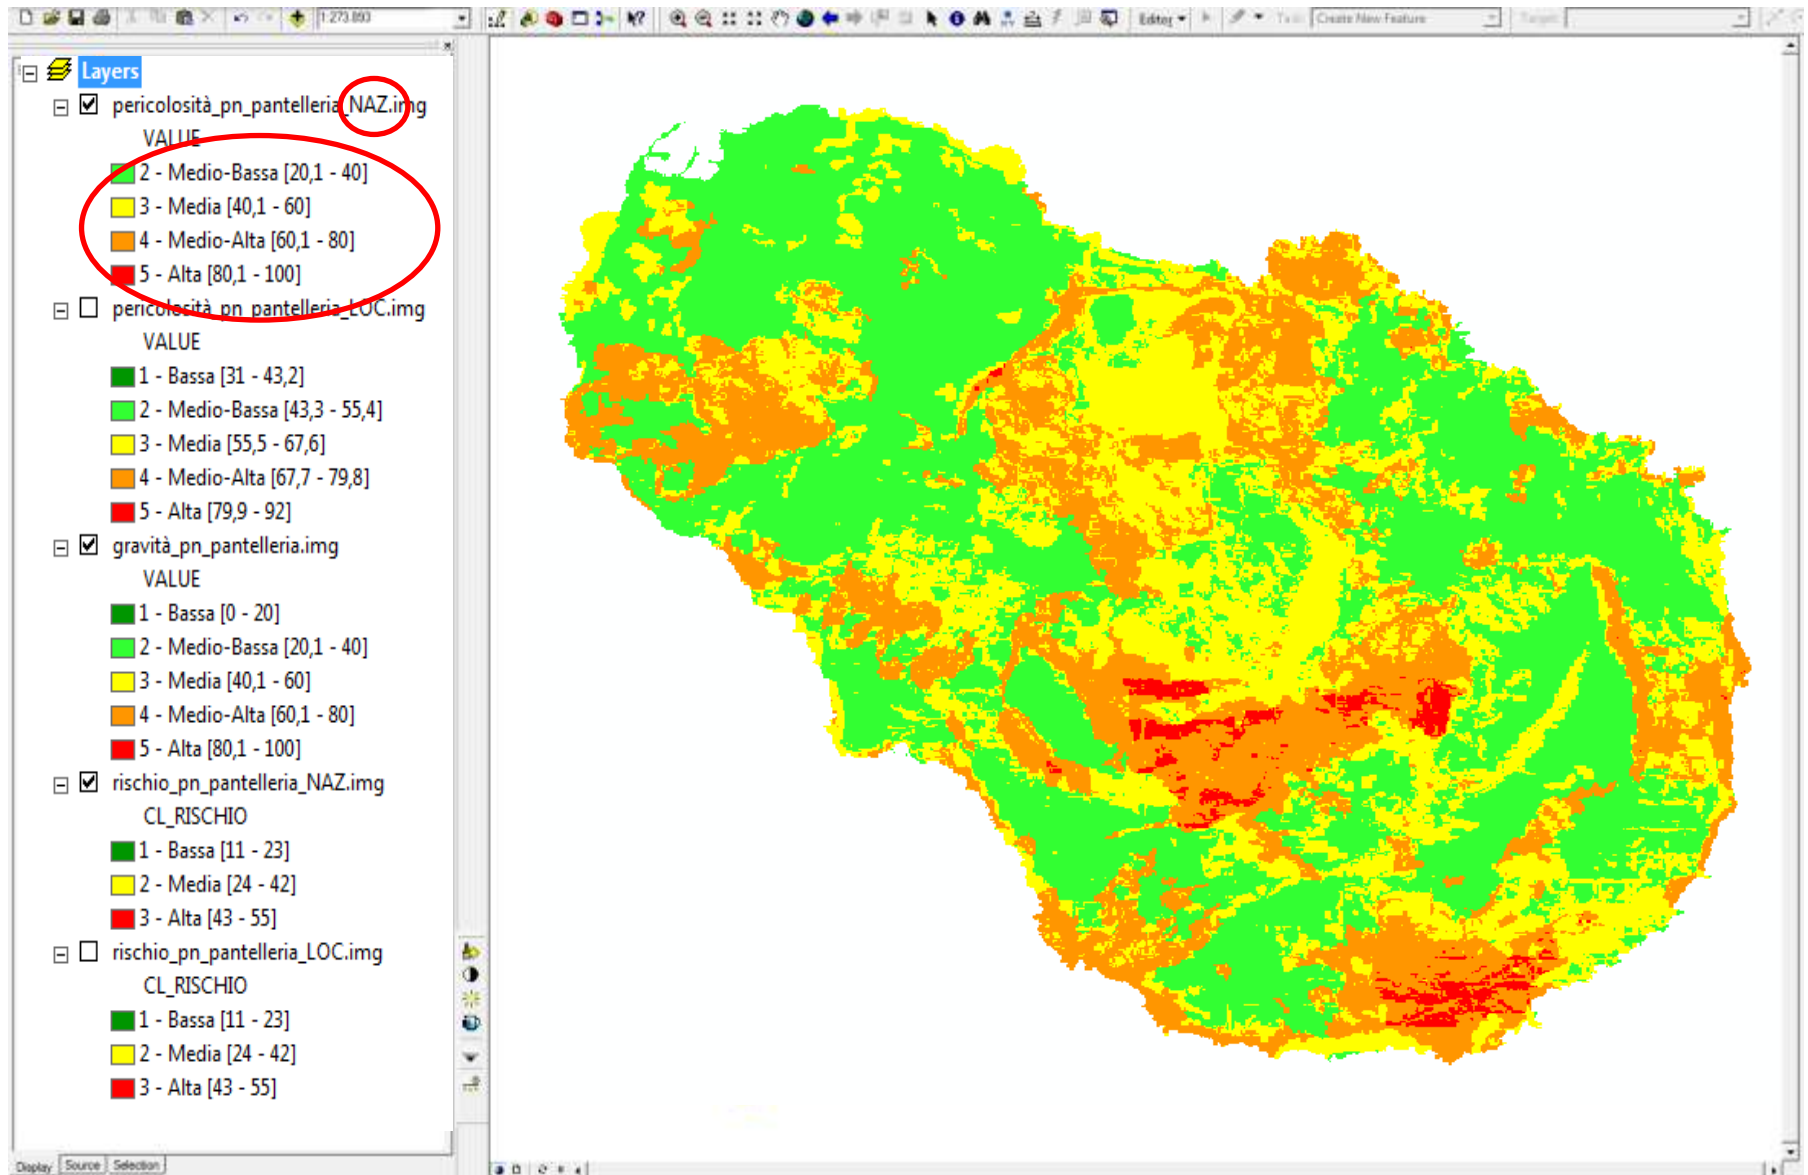 1:273.893
Editor
Create New Feature
Layers
pericolosità_pn_pantelleria_NAZ.img
VALUE
2 - Medio-Bassa [20,1 - 40]
3 - Media [40,1 - 60]
4 - Medio-Alta [60,1 - 80]
5 - Alta [80,1 - 100]
pericolosità_pn_pantelleria_LOC.img
VALUE
1 - Bassa [31 - 43,2]
2 - Medio-Bassa [43,3 - 55,4]
3 - Media [55,5 - 67,6]
4 - Medio-Alta [67,7 - 79,8]
5 - Alta [79,9 - 92]
gravità_pn_pantelleria.img
VALUE
1 - Bassa [0 - 20]
2 - Medio-Bassa [20,1 - 40]
3 - Media [40,1 - 60]
4 - Medio-Alta [60,1 - 80]
5 - Alta [80,1 - 100]
rischio_pn_pantelleria_NAZ.img
CL_RISCHIO
1 - Bassa [11 - 23]
2 - Media [24 - 42]
3 - Alta [43 - 55]
rischio_pn_pantelleria_LOC.img
CL_RISCHIO
1 - Bassa [11 - 23]
2 - Media [24 - 42]
3 - Alta [43 - 55]
Display Source Selection